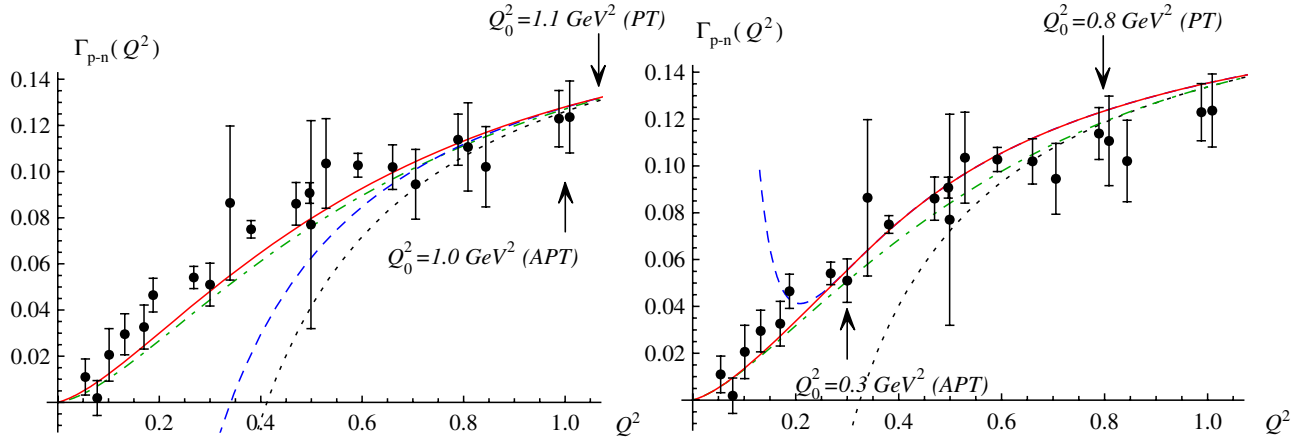 Q₀²=1.1 GeV² (PT)
Γp-n(Q²)
0.14
0.12
0.10
0.08
0.06
0.04
0.02
Q₀²=1.0 GeV² (APT)
0.2 0.4 0.6 0.8 1.0 Q²
Q₀²=0.8 GeV² (PT)
Γp-n(Q²)
0.14
0.12
0.10
0.08
0.06
0.04
0.02
Q₀²=0.3 GeV² (APT)
0.2 0.4 0.6 0.8 1.0 Q²